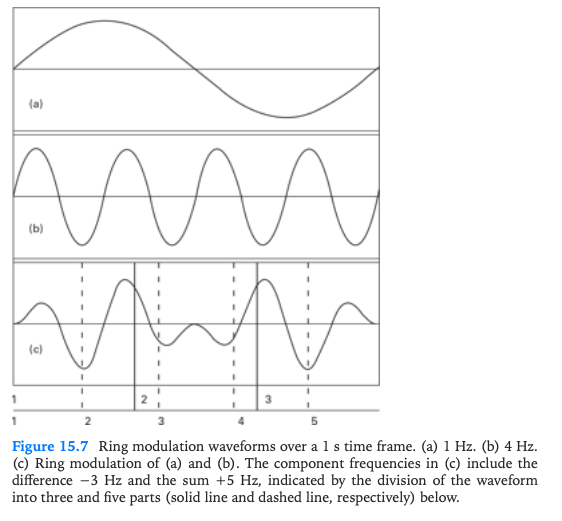 (a)
(b)
(c)
1 2 3
1 2 3 4 5
Figure 15.7 Ring modulation waveforms over a 1 s time frame. (a) 1 Hz. (b) 4 Hz.
(c) Ring modulation of (a) and (b). The component frequencies in (c) include the
difference −3 Hz and the sum +5 Hz, indicated by the division of the waveform
into three and five parts (solid line and dashed line, respectively) below.